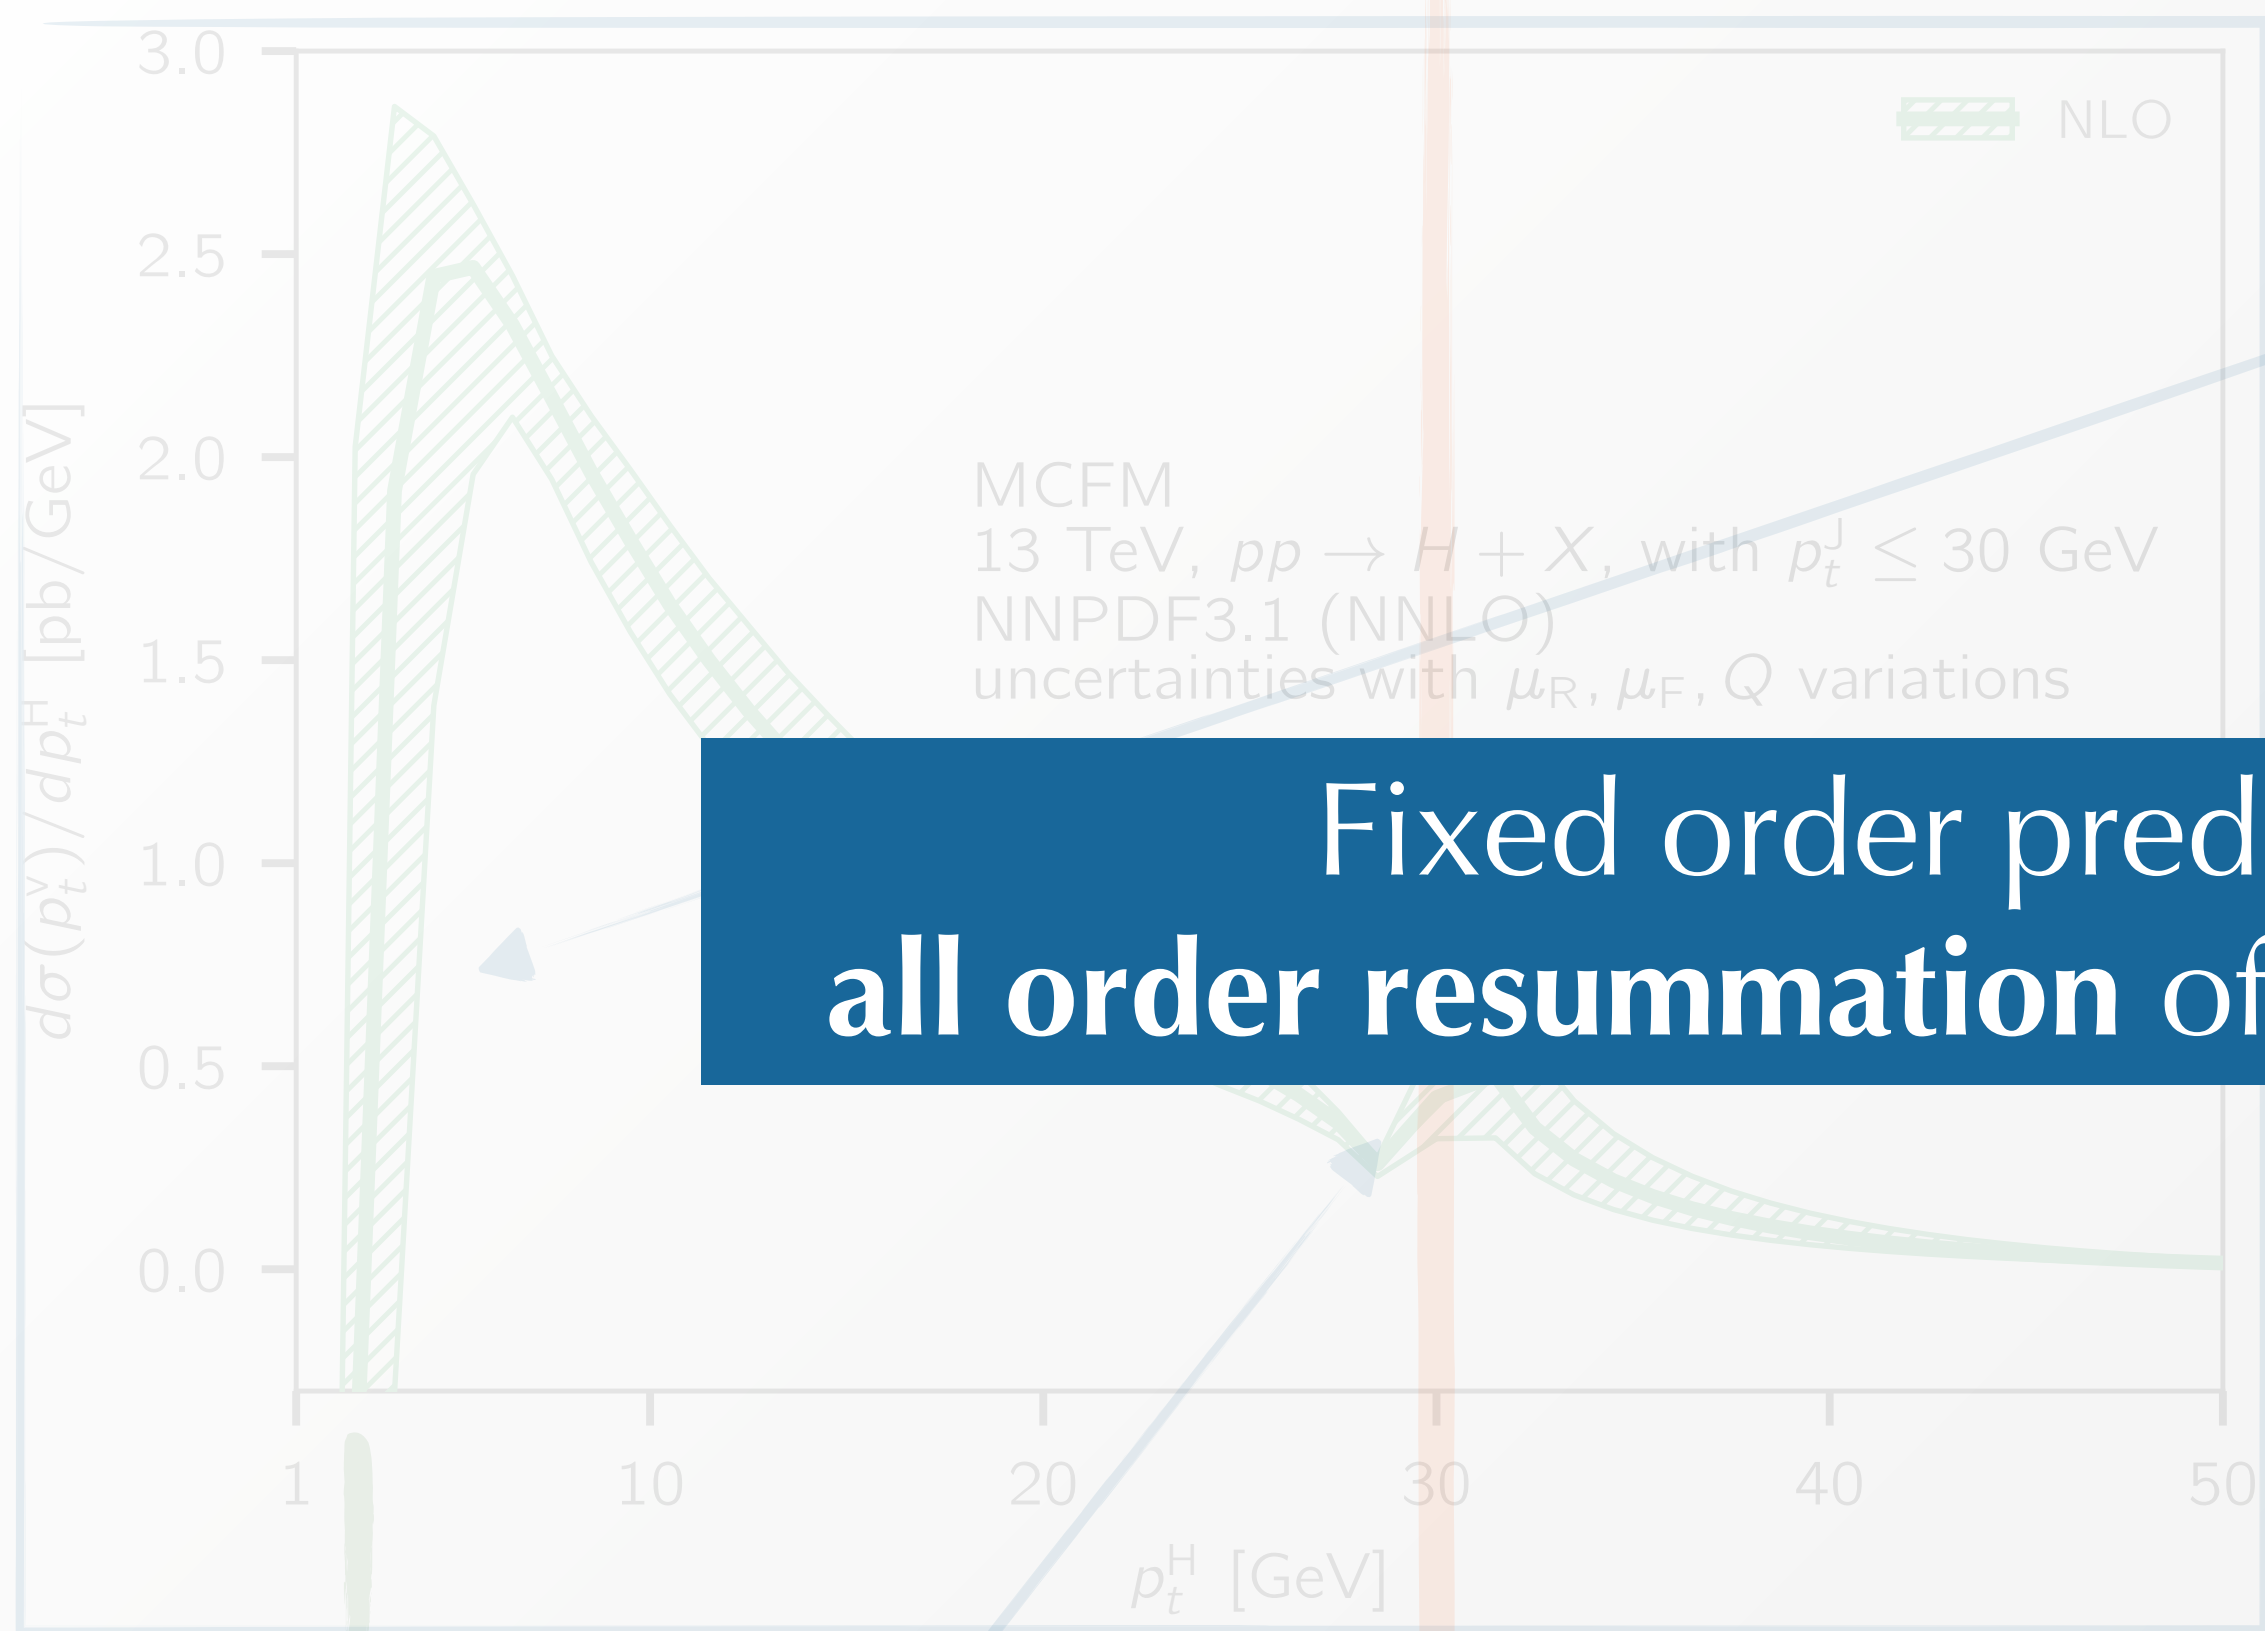 3.0
NLO
2.5
2.0
MCFM
13 TeV, pp → H + X, with p_t^J ≤ 30 GeV
NNPDF3.1 (NNLO)
uncertainties with μ_R, μ_F, Q variations
1.5
dσ(p_t^v)/dp_t^H [pb/GeV]
Fixed order pred
1.0
all order resummation of
0.5
0.0
1 10 20 30 40 50
p_t^H [GeV]